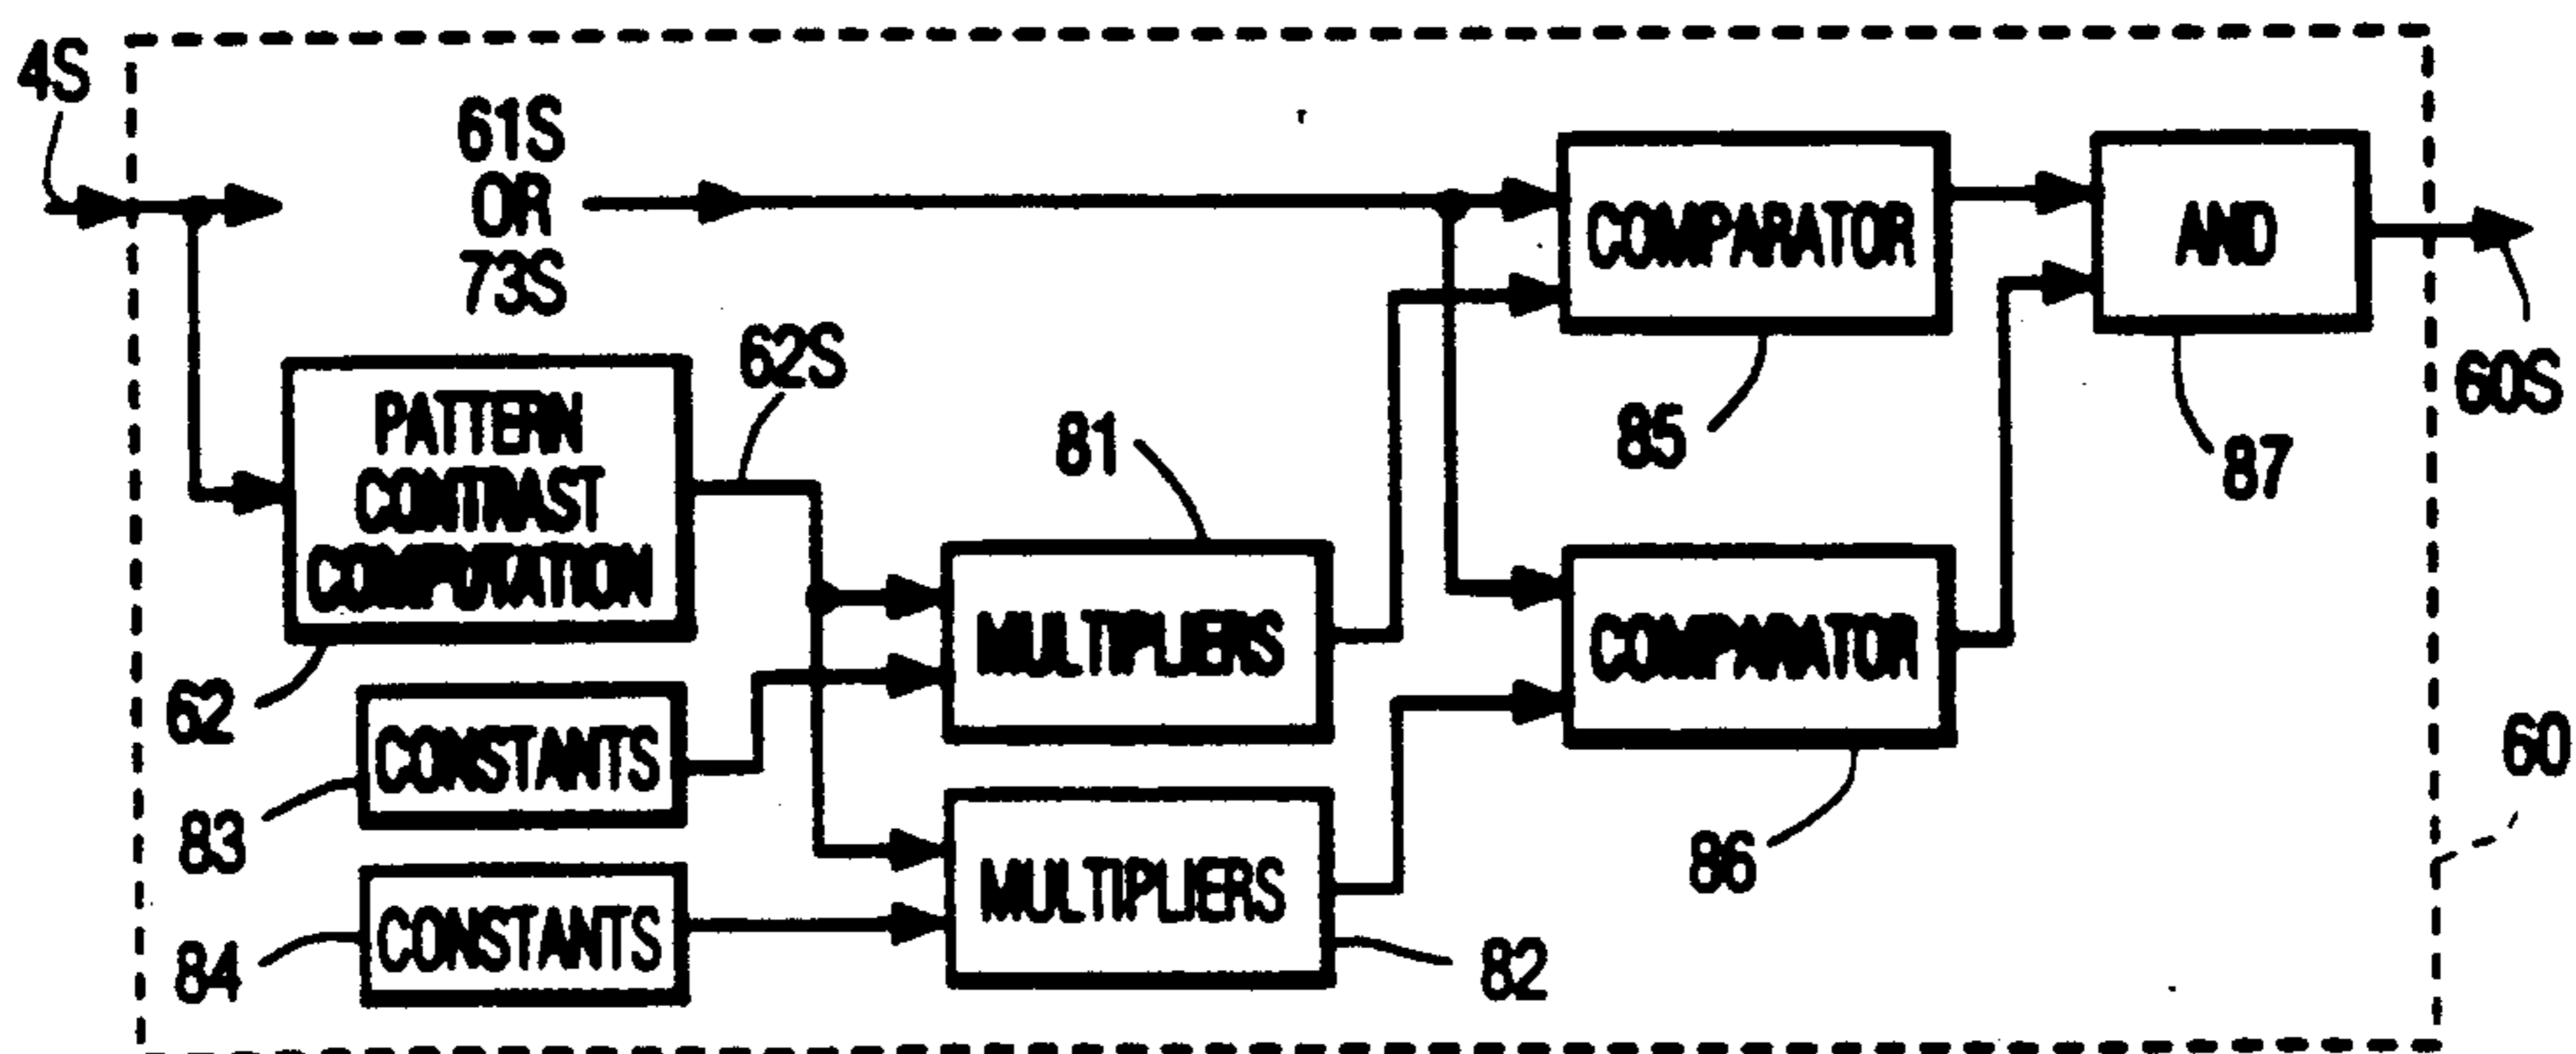 4S
61S
OR
73S
COMPARATOR
AND
62S
60S
PATTERN
CONTRAST
COMPUTATION
81
85
87
62
MULTIPLIERS
COMPARATOR
CONSTANTS
60
83
86
CONSTANTS
MULTIPLIERS
84
82